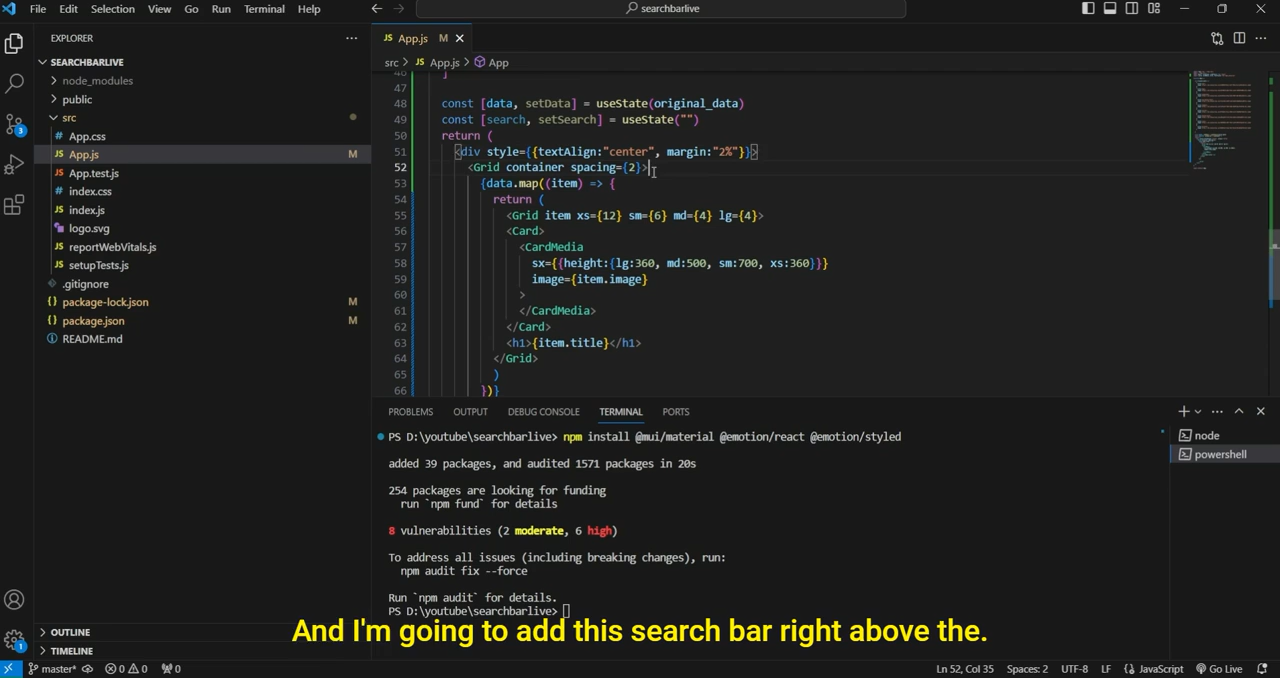 File Edit Selection View Go Run Terminal Help
searchbarlive
EXPLORER
SEARCHBARLIVE
node_modules
public
src
App.css
App.js M
App.test.js
index.css
index.js
logo.svg
reportWebVitals.js
setupTests.js
.gitignore
package-lock.json M
package.json M
README.md
OUTLINE
TIMELINE
JS App.js M
src > JS App.js > App
46 ]
47
48 const [data, setData] = useState(original_data)
49 const [search, setSearch] = useState("")
50 return (
51 <div style={{textAlign:"center", margin:"2%"}}>
52 <Grid container spacing={2}>
53 {data.map((item) => {
54 return (
55 <Grid item xs={12} sm={6} md={4} lg={4}>
56 <Card>
57 <CardMedia
58 sx={{height:{lg:360, md:500, sm:700, xs:360}}}
59 image={item.image}
60 >
61 </CardMedia>
62 </Card>
63 <h1>{item.title}</h1>
64 </Grid>
65 )
66 })}
PROBLEMS OUTPUT DEBUG CONSOLE TERMINAL PORTS
PS D:\youtube\searchbarlive> npm install @mui/material @emotion/react @emotion/styled
added 39 packages, and audited 1571 packages in 20s
254 packages are looking for funding
run `npm fund` for details
8 vulnerabilities (2 moderate, 6 high)
To address all issues (including breaking changes), run:
npm audit fix --force
Run `npm audit` for details.
PS D:\youtube\searchbarlive>
node
powershell
And I'm going to add this search bar right above the.
master* 0 0 0 Ln 52, Col 35 Spaces: 2 UTF-8 LF JavaScript Go Live